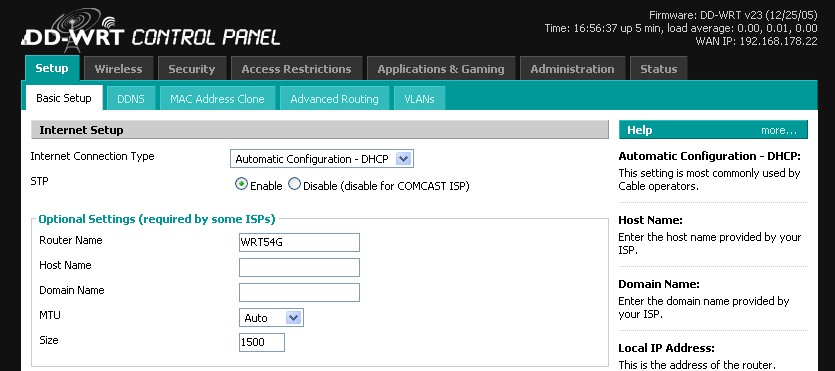 DD-WRT CONTROL PANEL
Firmware: DD-WRT v23 (12/25/05)
Time: 16:56:37 up 5 min, load average: 0.00, 0.01, 0.00
WAN IP: 192.168.178.22
Setup Wireless Security Access Restrictions Applications & Gaming Administration Status
Basic Setup DDNS MAC Address Clone Advanced Routing VLANs
Internet Setup
Internet Connection Type Automatic Configuration - DHCP
STP Enable Disable (disable for COMCAST ISP)
Optional Settings (required by some ISPs)
Router Name WRT54G
Host Name
Domain Name
MTU Auto
Size 1500
Help more...
Automatic Configuration - DHCP:
This setting is most commonly used by
Cable operators.
Host Name:
Enter the host name provided by your
ISP.
Domain Name:
Enter the domain name provided by
your ISP.
Local IP Address:
This is the address of the router.